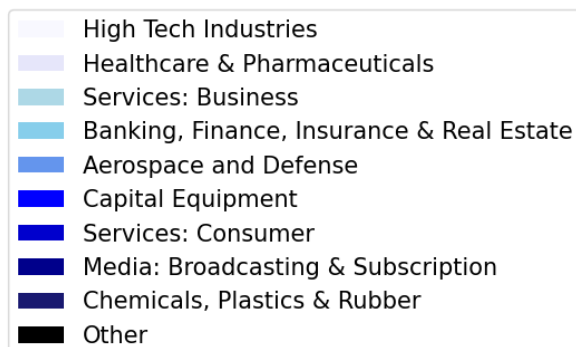 High Tech Industries
Healthcare & Pharmaceuticals
Services: Business
Banking, Finance, Insurance & Real Estate
Aerospace and Defense
Capital Equipment
Services: Consumer
Media: Broadcasting & Subscription
Chemicals, Plastics & Rubber
Other